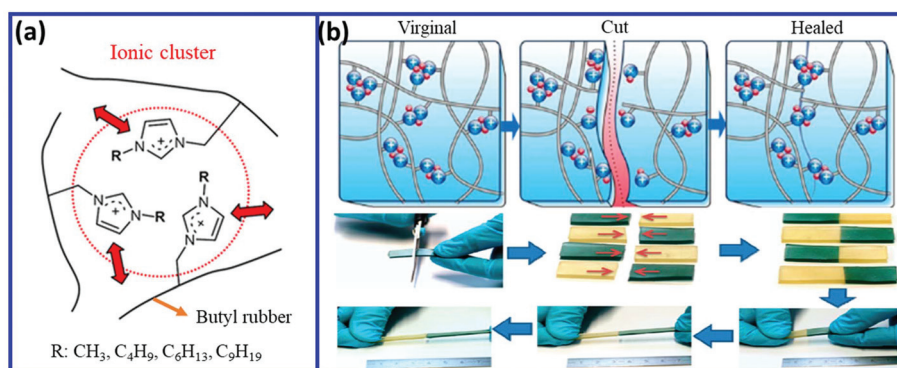 (a)
Ionic cluster
R
N
N
+
N
N
R
+
R
N
N
+
Butyl rubber
R: CH₃, C₄H₉, C₆H₁₃, C₉H₁₉
(b)
Virginal
Cut
Healed